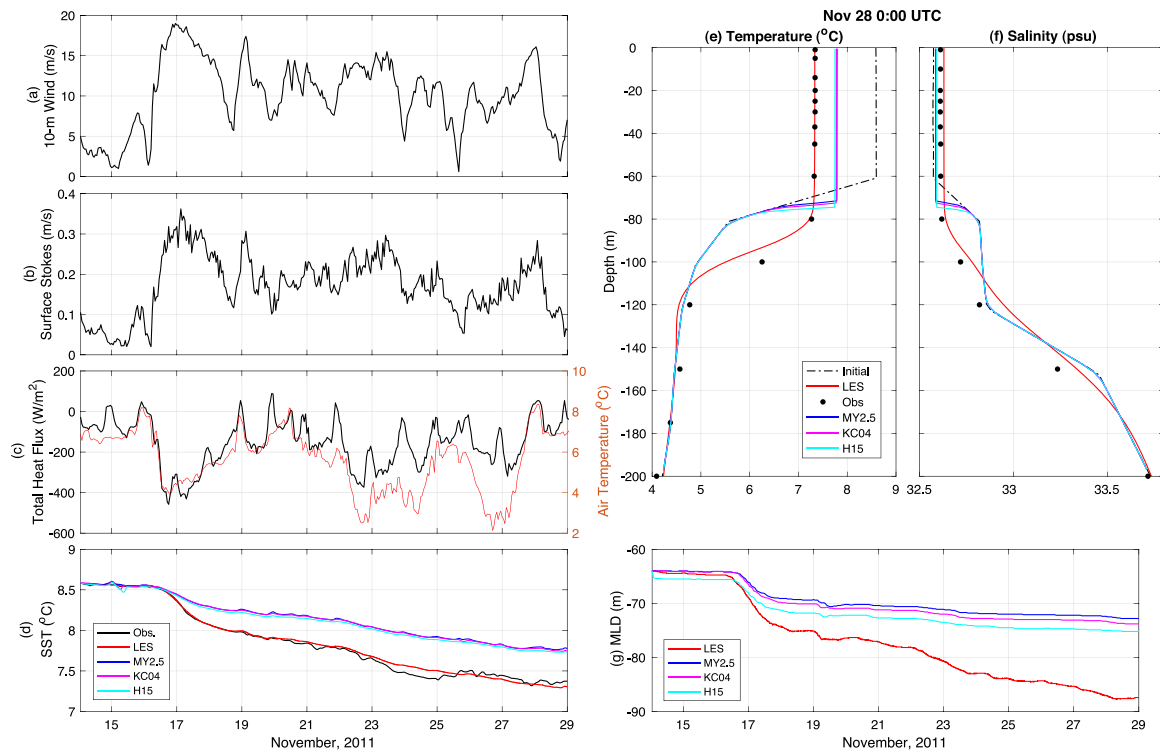 Nov 28 0:00 UTC
(e) Temperature (°C)
(f) Salinity (psu)
(a)
10-m Wind (m/s)
20
15
10
5
0
(b)
Surface Stokes (m/s)
0.4
0.3
0.2
0.1
0
(c)
Total Heat Flux (W/m²)
200
0
-200
-400
-600
10
8
6
4
2
Air Temperature (°C)
(d)
SST (°C)
9
8.5
8
7.5
7
Obs.
LES
MY2.5
KC04
H15
15 17 19 21 23 25 27 29
November, 2011
Depth (m)
0
-20
-40
-60
-80
-100
-120
-140
-160
-180
-200
Initial
LES
Obs
MY2.5
KC04
H15
4 5 6 7 8 9
32.5 33 33.5
(g) MLD (m)
-60
-70
-80
-90
LES
MY2.5
KC04
H15
15 17 19 21 23 25 27 29
November, 2011